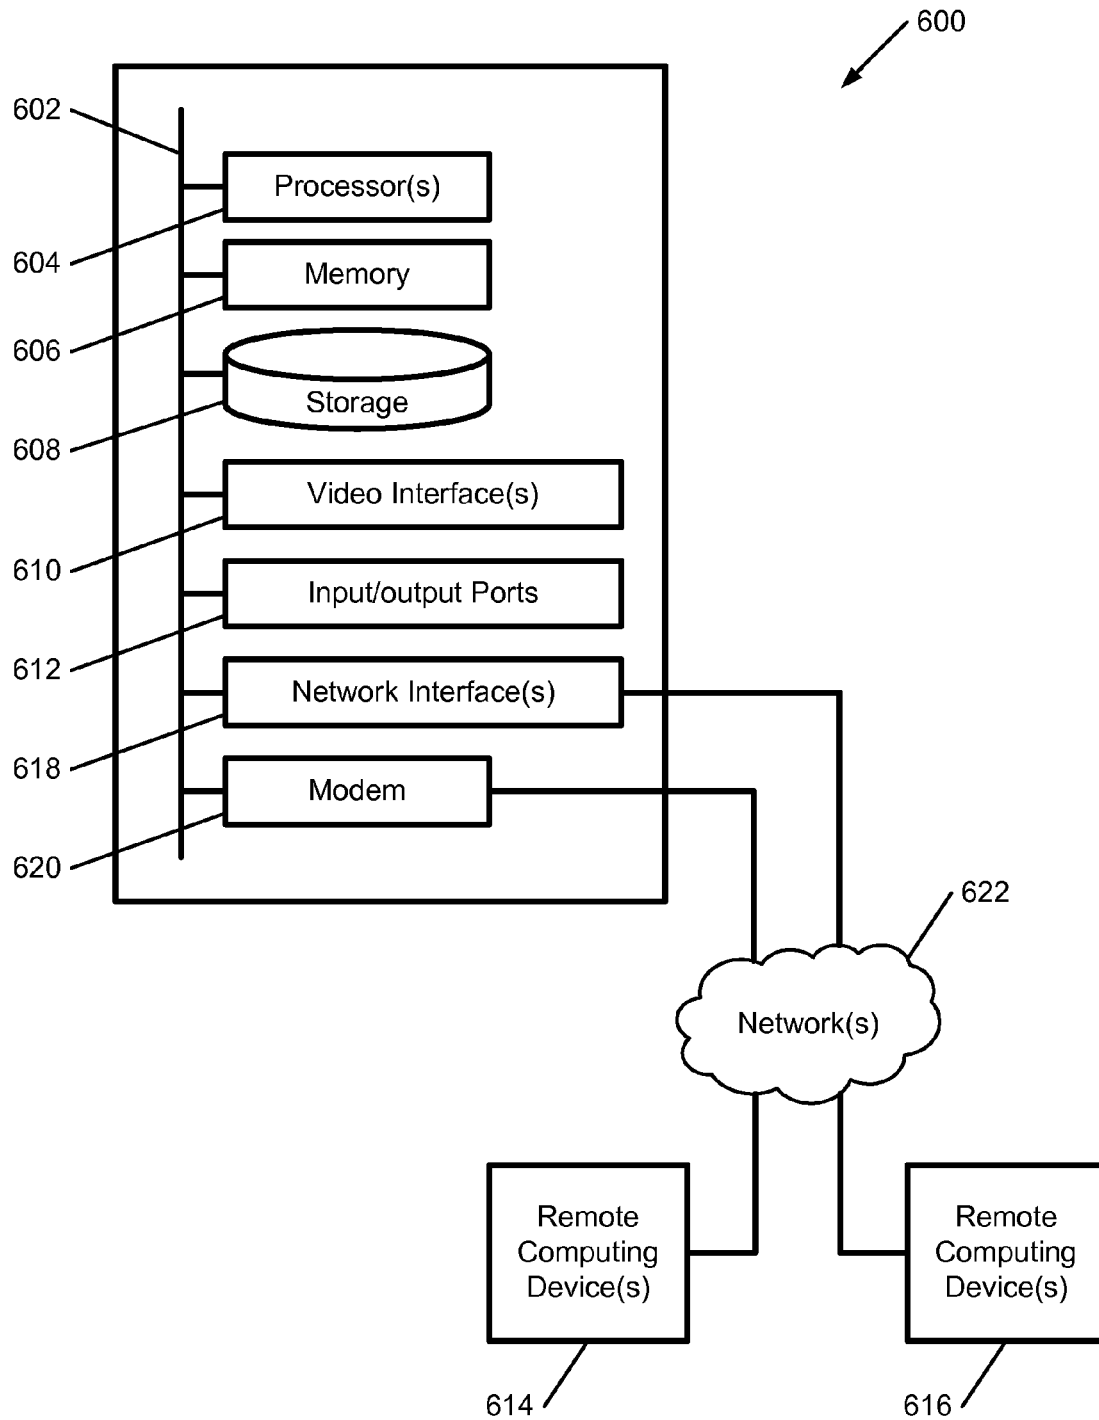 600
602
Processor(s)
604
Memory
606
Storage
608
Video Interface(s)
610
Input/output Ports
612
Network Interface(s)
618
Modem
620
622
Network(s)
Remote
Computing
Device(s)
Remote
Computing
Device(s)
614
616